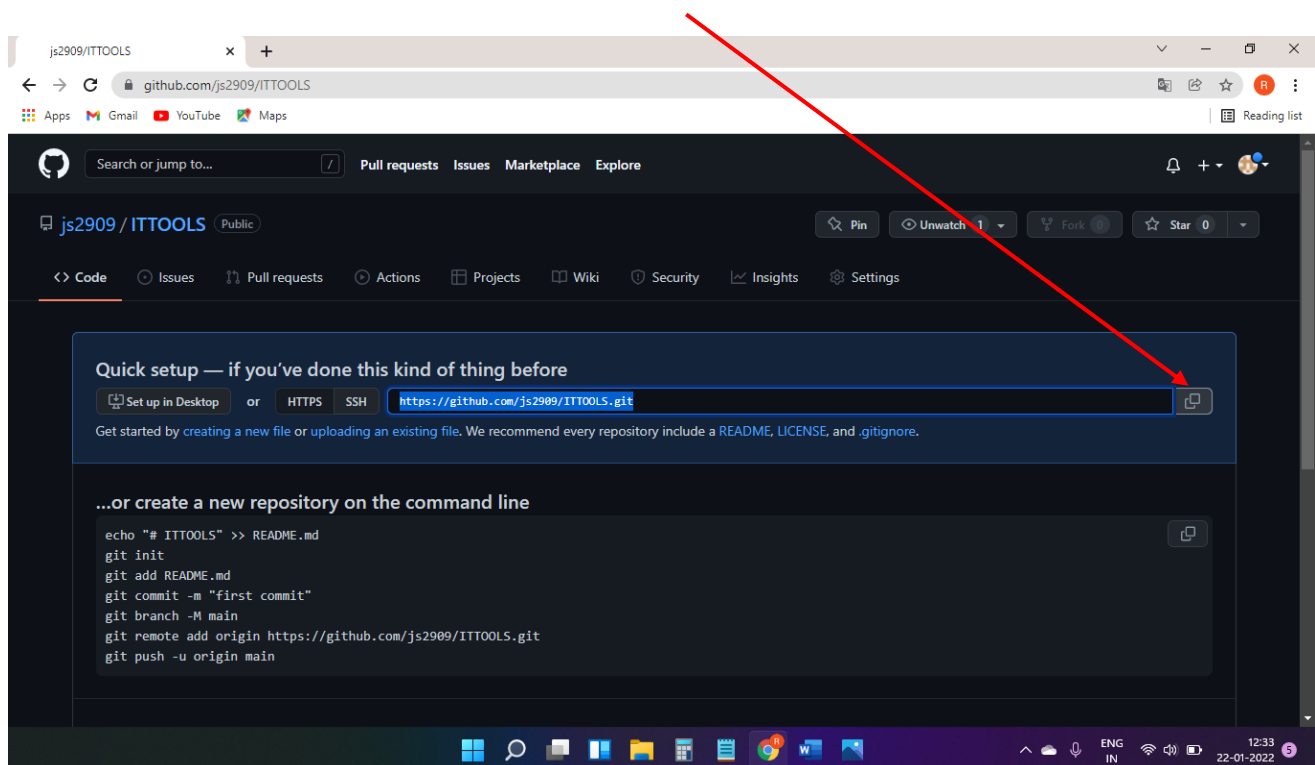 js2909/ITTOOLS
github.com/js2909/ITTOOLS
R
Apps Gmail YouTube Maps Reading list
Search or jump to... / Pull requests Issues Marketplace Explore
js2909 / ITTOOLS Public Pin Unwatch 1 Fork 0 Star 0
<> Code Issues Pull requests Actions Projects Wiki Security Insights Settings
Quick setup — if you've done this kind of thing before
Set up in Desktop or HTTPS SSH https://github.com/js2909/ITTOOLS.git
Get started by creating a new file or uploading an existing file. We recommend every repository include a README, LICENSE, and .gitignore.
...or create a new repository on the command line
echo "# ITTOOLS" >> README.md
git init
git add README.md
git commit -m "first commit"
git branch -M main
git remote add origin https://github.com/js2909/ITTOOLS.git
git push -u origin main
R W ENG 12:33
IN 22-01-2022 5